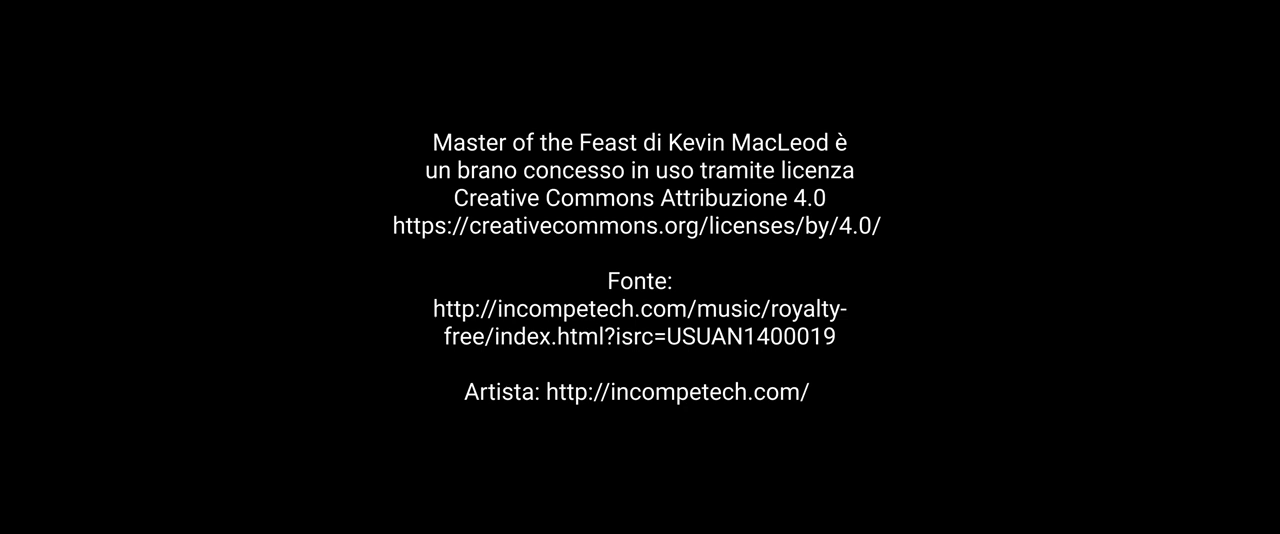 Master of the Feast di Kevin MacLeod è
un brano concesso in uso tramite licenza
Creative Commons Attribuzione 4.0
https://creativecommons.org/licenses/by/4.0/
Fonte:
http://incompetech.com/music/royalty-
free/index.html?isrc=USUAN1400019
Artista: http://incompetech.com/